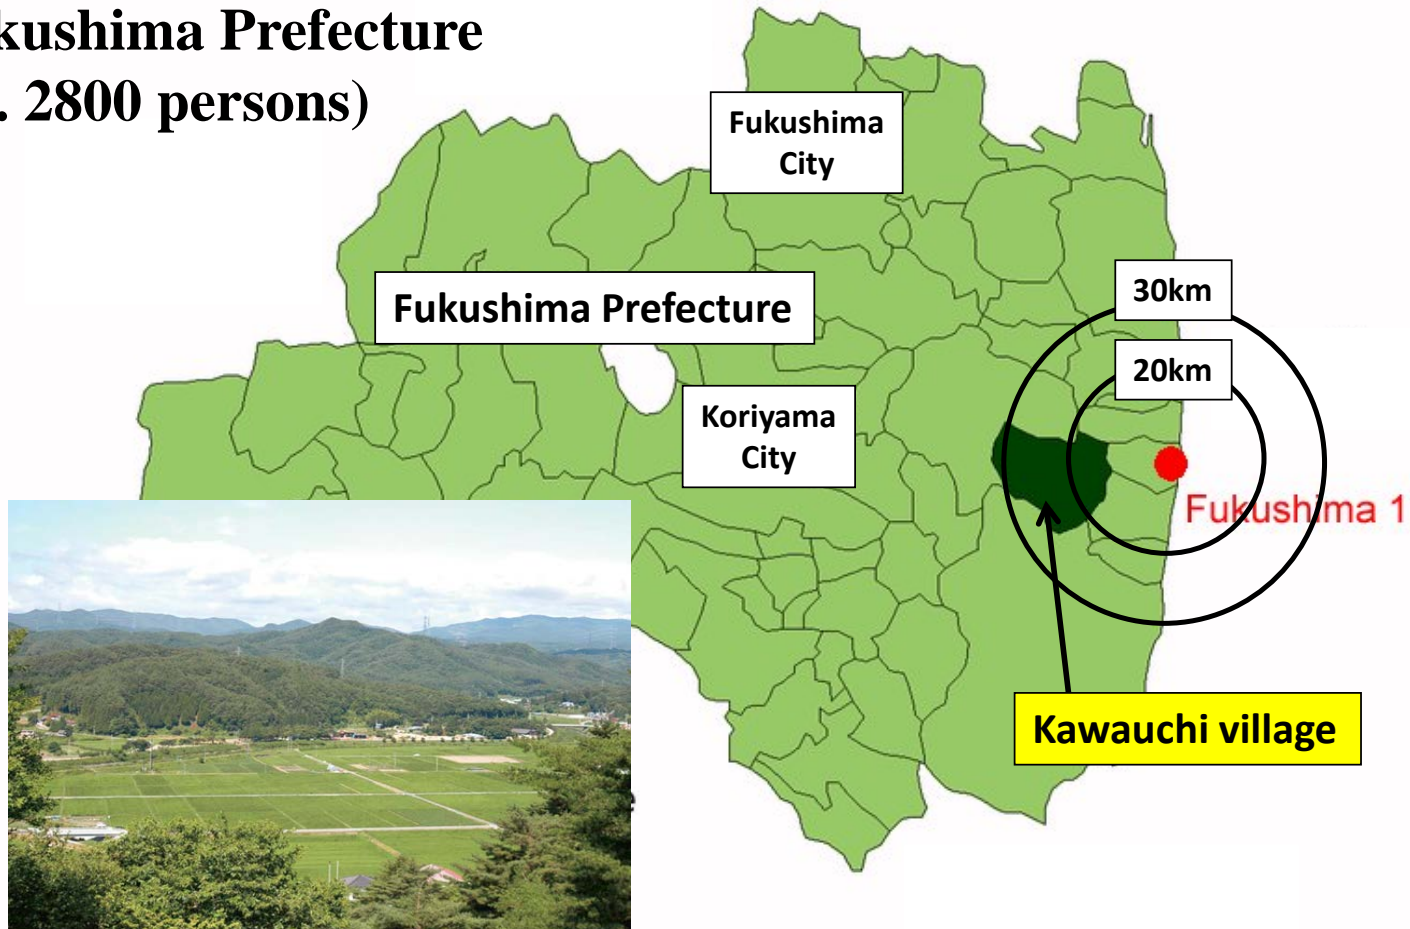 kushima Prefecture
. 2800 persons)
Fukushima
City
Fukushima Prefecture
30km
20km
Koriyama
City
Fukushima 1
Kawauchi village